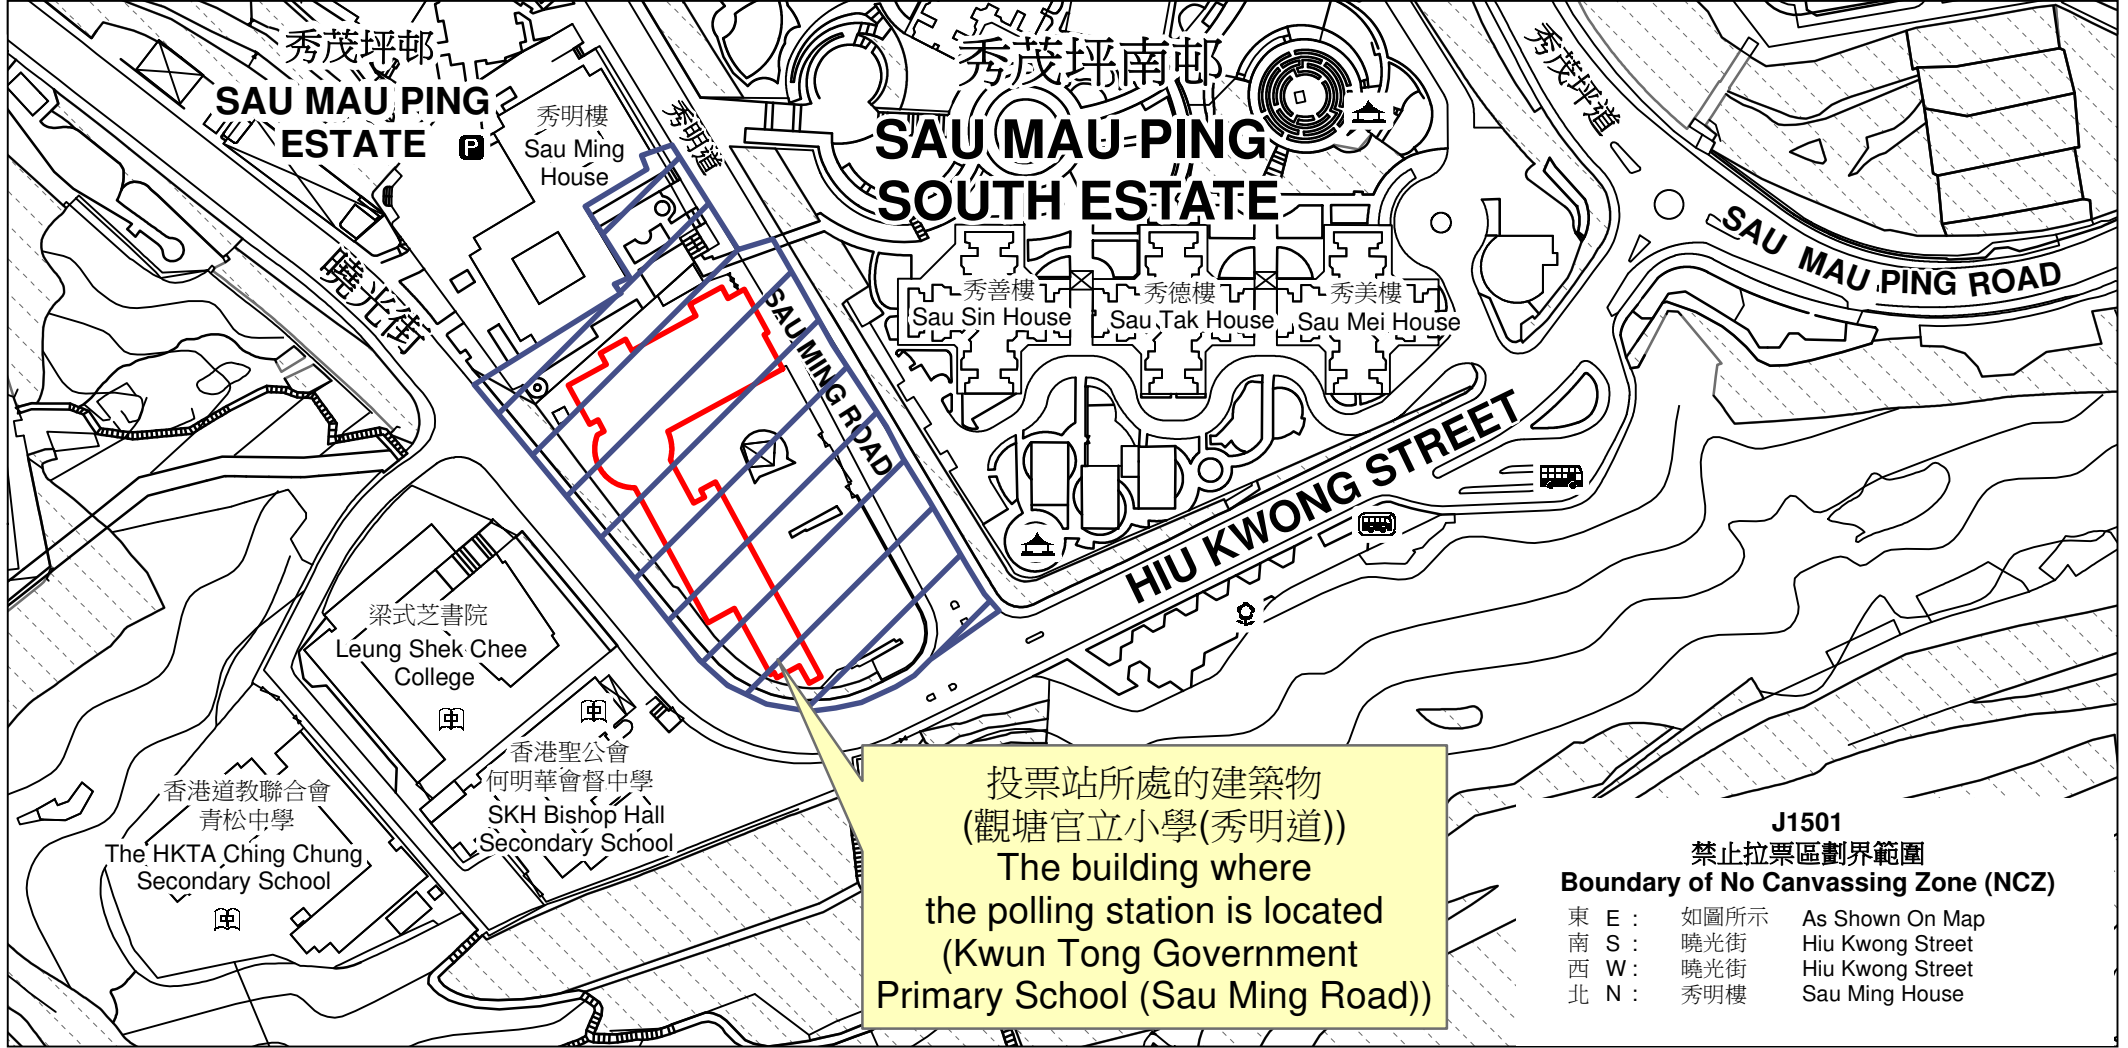 秀茂坪邨
SAU MAU PING
ESTATE
P
秀明樓
Sau Ming
House
秀明道
秀茂坪南邨
SAU MAU PING
SOUTH ESTATE
秀茂坪道
SAU MAU PING ROAD
曉光街
SAU MING ROAD
秀善樓
Sau Sin House
秀德樓
Sau Tak House
秀美樓
Sau Mei House
HIU KWONG STREET
梁式芝書院
Leung Shek Chee
College
香港聖公會
何明華會督中學
SKH Bishop Hall
Secondary School
香港道教聯合會
青松中學
The HKTA Ching Chung
Secondary School
投票站所處的建築物
(觀塘官立小學(秀明道))
The building where
the polling station is located
(Kwun Tong Government
Primary School (Sau Ming Road))
J1501
禁止拉票區劃界範圍
Boundary of No Canvassing Zone (NCZ)
東 E : 如圖所示 As Shown On Map
南 S : 曉光街 Hiu Kwong Street
西 W : 曉光街 Hiu Kwong Street
北 N : 秀明樓 Sau Ming House